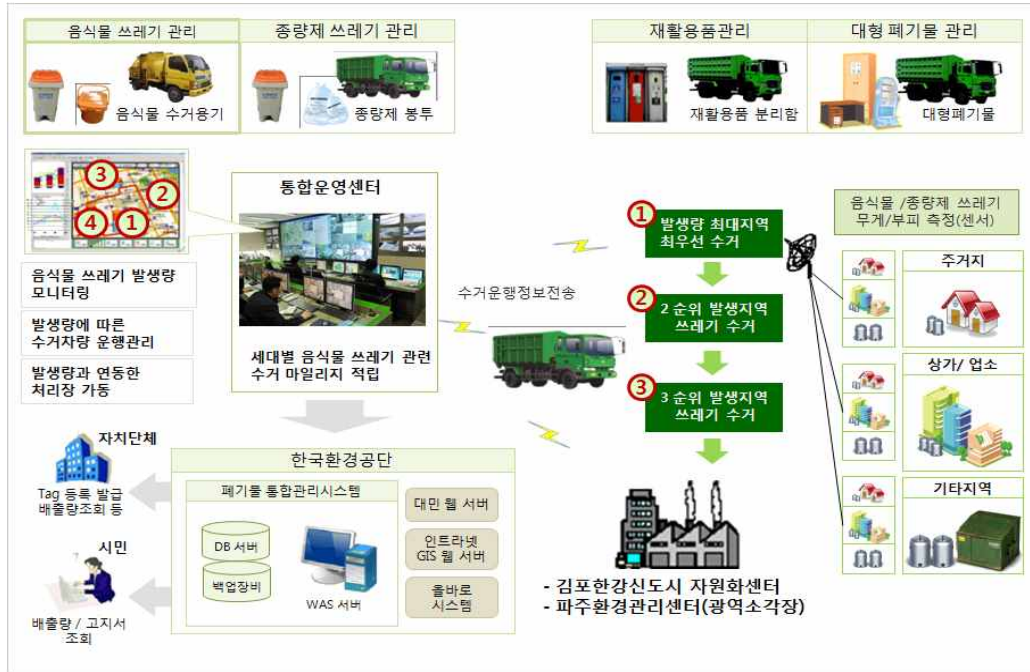 음식물 쓰레기 관리
종량제 쓰레기 관리
재활용품관리
대형 폐기물 관리
음식물 수거용기
종량제 봉투
재활용품 분리함
대형폐기물
③
②
④
①
통합운영센터
음식물 쓰레기 발생량
모니터링
발생량에 따른
수거차량 운행관리
발생량과 연동한
처리장 가동
세대별 음식물 쓰레기 관련
수거 마일리지 적립
수거운행정보전송
①
발생량 최대지역
최우선 수거
②
2 순위 발생지역
쓰레기 수거
③
3 순위 발생지역
쓰레기 수거
음식물 /종량제 쓰레기
무게/부피 측정(센서)
주거지
상가/ 업소
기타지역
자치단체
Tag 등록 발급
배출량조회 등
시민
배출량 / 고지서
조회
한국환경공단
폐기물 통합관리시스템
DB 서버
백업장비
WAS 서버
대민 웹 서버
인트라넷
GIS 웹 서버
올바로
시스템
- 김포한강신도시 자원화센터
- 파주환경관리센터(광역소각장)